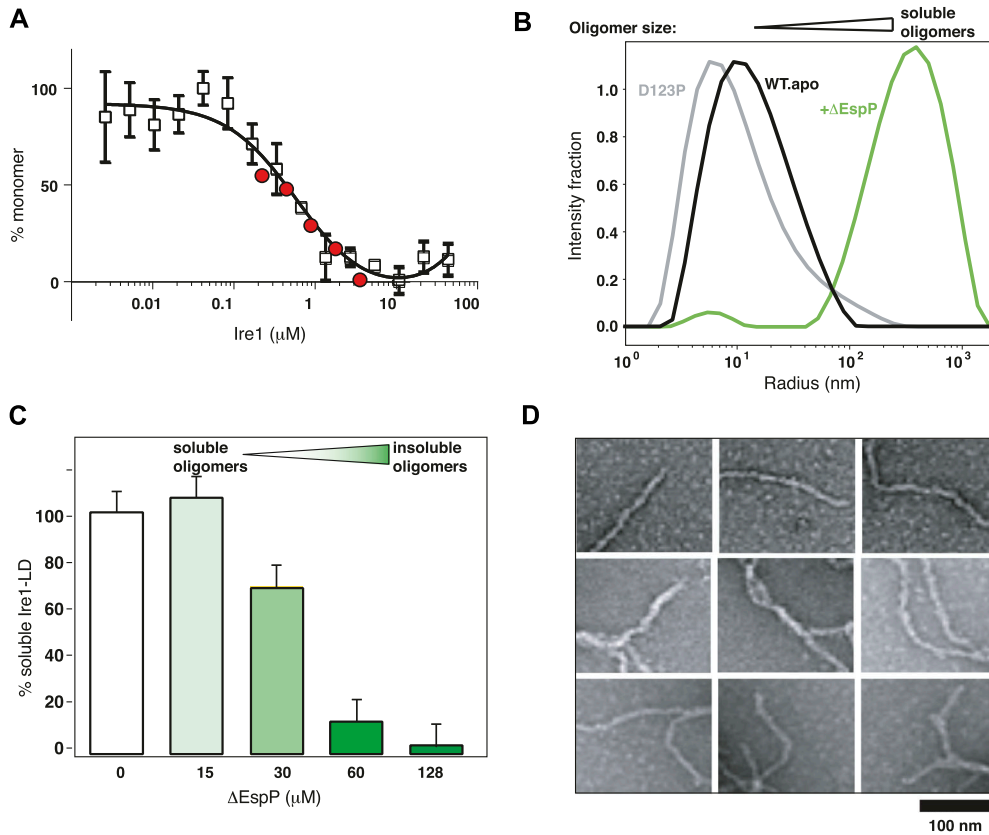 A
100
50
0
% monomer
0.01
0.1
1
10
100
Ire1 (μM)
B
Oligomer size:
soluble
oligomers
D123P
WT.apo
+ΔEspP
1.0
0.8
0.6
0.4
0.2
0.0
Intensity fraction
10⁰
10¹
10²
10³
Radius (nm)
C
soluble
oligomers
insoluble
oligomers
100
80
60
40
20
0
% soluble Ire1-LD
0
15
30
60
128
ΔEspP (μM)
D
100 nm